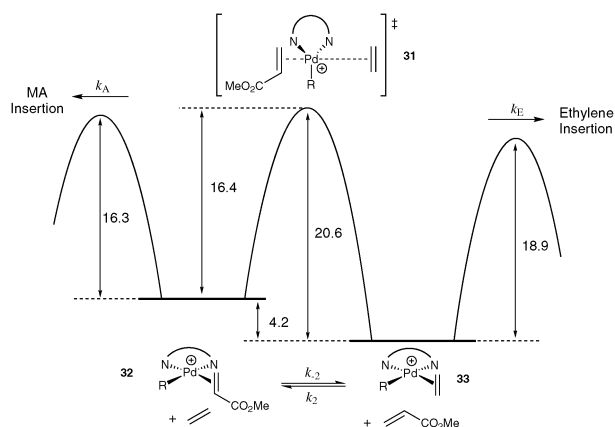 ‡
N N
Pd
⊕
31
MeO₂C
R
MA
Insertion
k_A
k_E
Ethylene
Insertion
16.3
16.4
20.6
18.9
4.2
32
⊕
N N
Pd
R
CO₂Me
+
k_-2
k_2
⊕
N N
Pd
R
33
+
CO₂Me